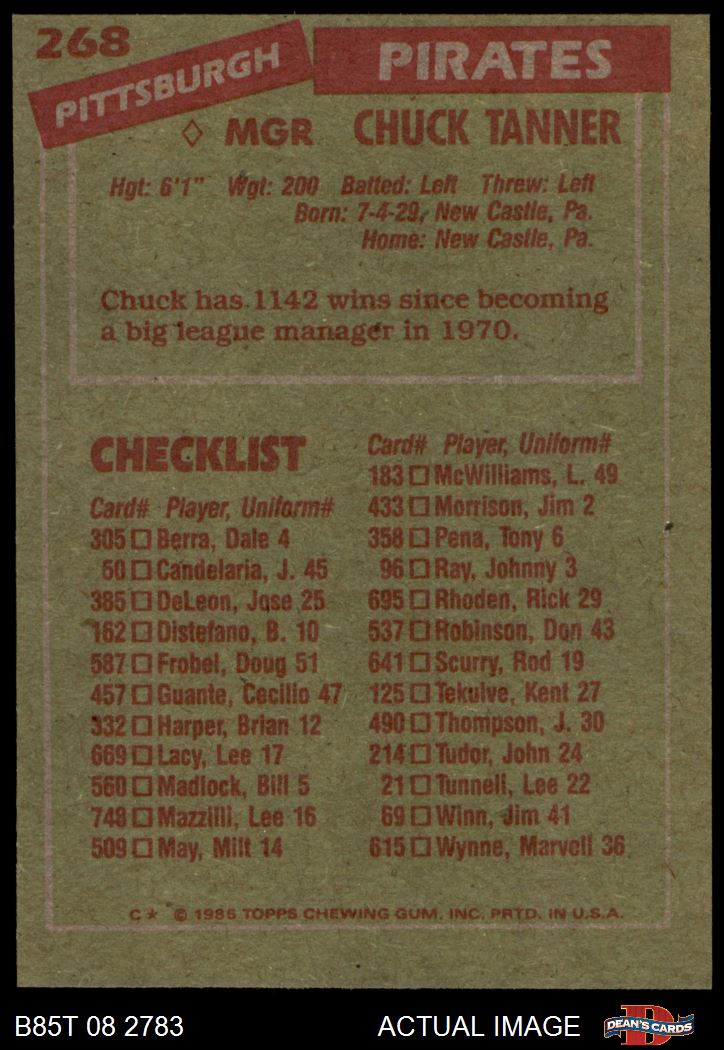 268
PITTSBURGH PIRATES
◇ MGR CHUCK TANNER
Hgt: 6'1" Wgt: 200 Batted: Left Threw: Left
Born: 7-4-29, New Castle, Pa.
Home: New Castle, Pa.
Chuck has 1142 wins since becoming
a big league manager in 1970.
CHECKLIST
Card# Player, Uniform#
305 □ Berra, Dale 4
50 □ Candelaria, J. 45
385 □ DeLeon, Jose 25
162 □ Distefano, B. 10
587 □ Frobel, Doug 51
457 □ Guante, Cecilio 47
332 □ Harper, Brian 12
669 □ Lacy, Lee 17
560 □ Madlock, Bill 5
748 □ Mazzilli, Lee 16
509 □ May, Milt 14
Card# Player, Uniform#
183 □ McWilliams, L. 49
433 □ Morrison, Jim 2
358 □ Pena, Tony 6
96 □ Ray, Johnny 3
695 □ Rhoden, Rick 29
537 □ Robinson, Don 43
641 □ Scurry, Rod 19
125 □ Tekulve, Kent 27
490 □ Thompson, J. 30
214 □ Tudor, John 24
21 □ Tunnell, Lee 22
69 □ Winn, Jim 41
615 □ Wynne, Marvell 36
C★ © 1985 TOPPS CHEWING GUM, INC. PRTD. IN U.S.A.
B85T 08 2783 ACTUAL IMAGE DEAN'S CARDS